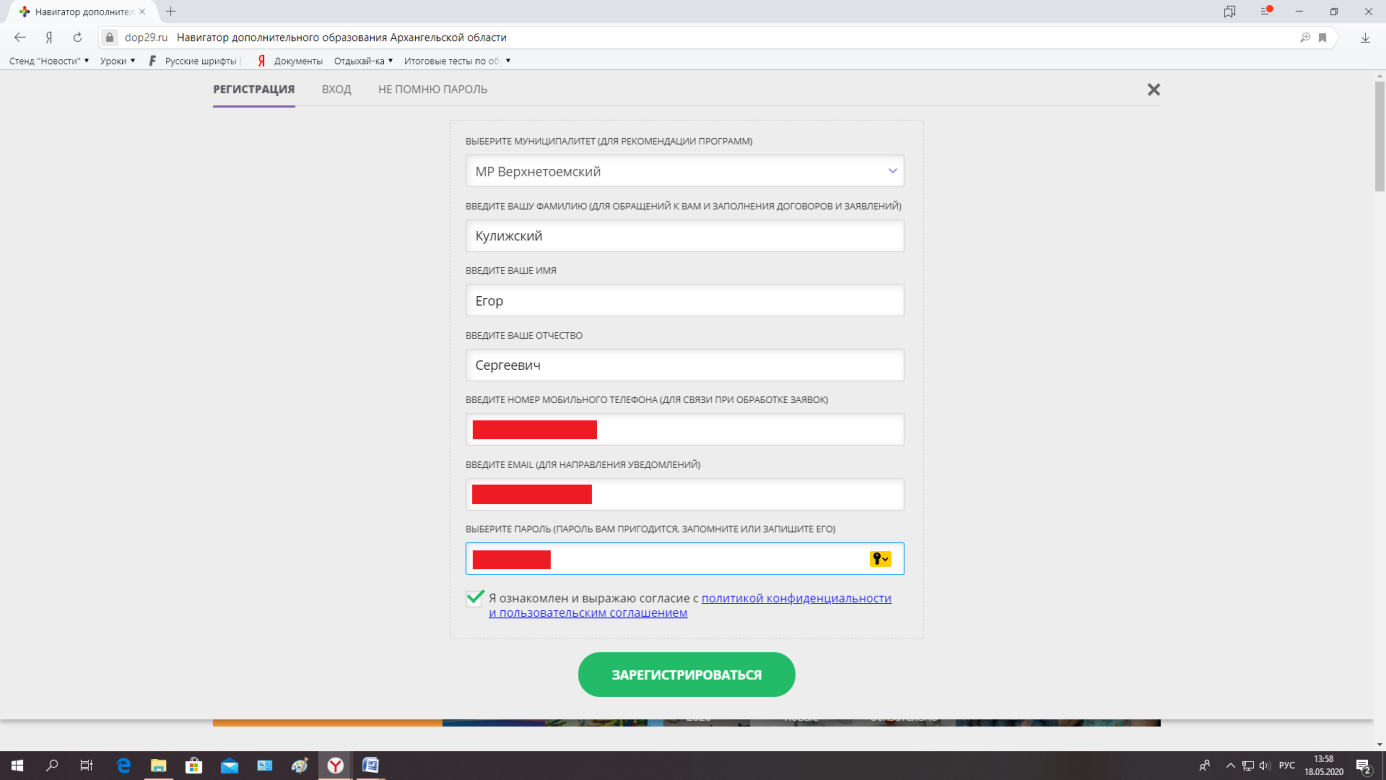 Навигатор дополнител
dop29.ru Навигатор дополнительного образования Архангельской области
Стенд "Новости" Уроки Русские шрифты Документы Отдыхай-ка Итоговые тесты по об
РЕГИСТРАЦИЯ ВХОД НЕ ПОМНЮ ПАРОЛЬ
ВЫБЕРИТЕ МУНИЦИПАЛИТЕТ (ДЛЯ РЕКОМЕНДАЦИИ ПРОГРАММ)
МР Верхнетоемский
ВВЕДИТЕ ВАШУ ФАМИЛИЮ (ДЛЯ ОБРАЩЕНИЙ К ВАМ И ЗАПОЛНЕНИЯ ДОГОВОРОВ И ЗАЯВЛЕНИЙ)
Кулижский
ВВЕДИТЕ ВАШЕ ИМЯ
Егор
ВВЕДИТЕ ВАШЕ ОТЧЕСТВО
Сергеевич
ВВЕДИТЕ НОМЕР МОБИЛЬНОГО ТЕЛЕФОНА (ДЛЯ СВЯЗИ ПРИ ОБРАБОТКЕ ЗАЯВОК)
ВВЕДИТЕ EMAIL (ДЛЯ НАПРАВЛЕНИЯ УВЕДОМЛЕНИЙ)
ВЫБЕРИТЕ ПАРОЛЬ (ПАРОЛЬ ВАМ ПРИГОДИТСЯ, ЗАПОМНИТЕ ИЛИ ЗАПИШИТЕ ЕГО)
Я ознакомлен и выражаю согласие с политикой конфиденциальности
и пользовательским соглашением
ЗАРЕГИСТРИРОВАТЬСЯ
РУС
13:58
18.05.2020
2